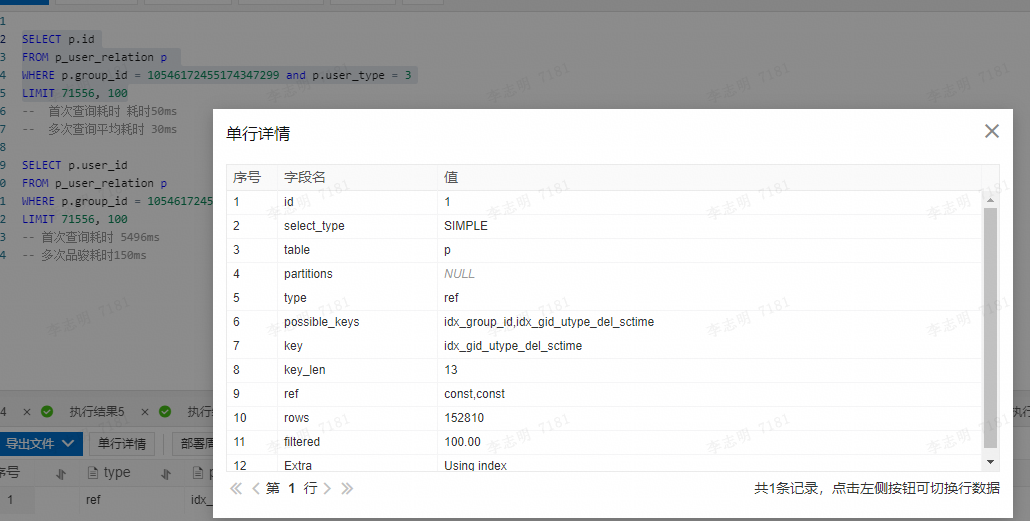 1
2 SELECT p.id
3 FROM p_user_relation p
4 WHERE p.group_id = 10546172455174347299 and p.user_type = 3
5 LIMIT 71556, 100
6 -- 首次查询耗时 耗时50ms
7 -- 多次查询平均耗时 30ms
8
9 SELECT p.user_id
0 FROM p_user_relation p
1 WHERE p.group_id = 1054617245
2 LIMIT 71556, 100
3 -- 首次查询耗时 5496ms
4 -- 多次品骏耗时150ms
单行详情
序号 字段名 值
1 id 1
2 select_type SIMPLE
3 table p
4 partitions NULL
5 type ref
6 possible_keys idx_group_id,idx_gid_utype_del_sctime
7 key idx_gid_utype_del_sctime
8 key_len 13
9 ref const,const
10 rows 152810
11 filtered 100.00
12 Extra Using index
第 1 行
共1条记录，点击左侧按钮可切换行数据
4 × 执行结果5 × 执行
导出文件 单行详情 部署
序号 type p
1 ref idx_
李志明 7181